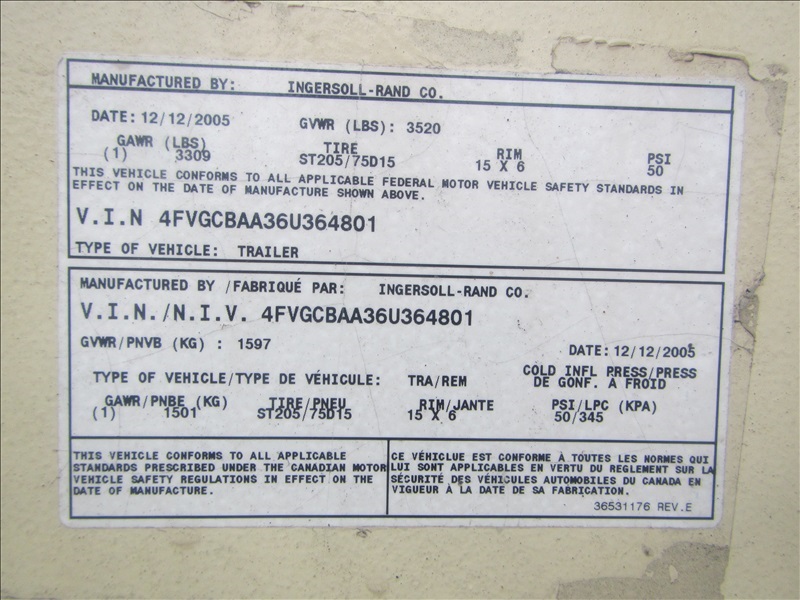 MANUFACTURED BY: INGERSOLL-RAND CO.
DATE: 12/12/2005 GVWR (LBS): 3520
GAWR (LBS) TIRE RIM PSI
(1) 3309 ST205/75D15 15 X 6 50
THIS VEHICLE CONFORMS TO ALL APPLICABLE FEDERAL MOTOR VEHICLE SAFETY STANDARDS IN
EFFECT ON THE DATE OF MANUFACTURE SHOWN ABOVE.
V.I.N 4FVGCBAA36U364801
TYPE OF VEHICLE: TRAILER
MANUFACTURED BY /FABRIQUÉ PAR: INGERSOLL-RAND CO.
V.I.N./N.I.V. 4FVGCBAA36U364801
GVWR/PNVB (KG) : 1597 DATE: 12/12/2005
TYPE OF VEHICLE/TYPE DE VÉHICULE: TRA/REM COLD INFL PRESS/PRESS
DE GONF. A FROID
GAWR/PNBE (KG) TIRE/PNEU RIM/JANTE PSI/LPC (KPA)
(1) 1501 ST205/75D15 15 X 6 50/345
THIS VEHICLE CONFORMS TO ALL APPLICABLE
STANDARDS PRESCRIBED UNDER THE CANADIAN MOTOR
VEHICLE SAFETY REGULATIONS IN EFFECT ON THE
DATE OF MANUFACTURE.
CE VÉHICLUE EST CONFORME À TOUTES LES NORMES QUI
LUI SONT APPLICABLES EN VERTU DU REGLEMENT SUR LA
SÉCURITÉ DES VÉHICULES AUTOMOBILES DU CANADA EN
VIGUEUR À LA DATE DE SA FABRICATION.
36531176 REV.E